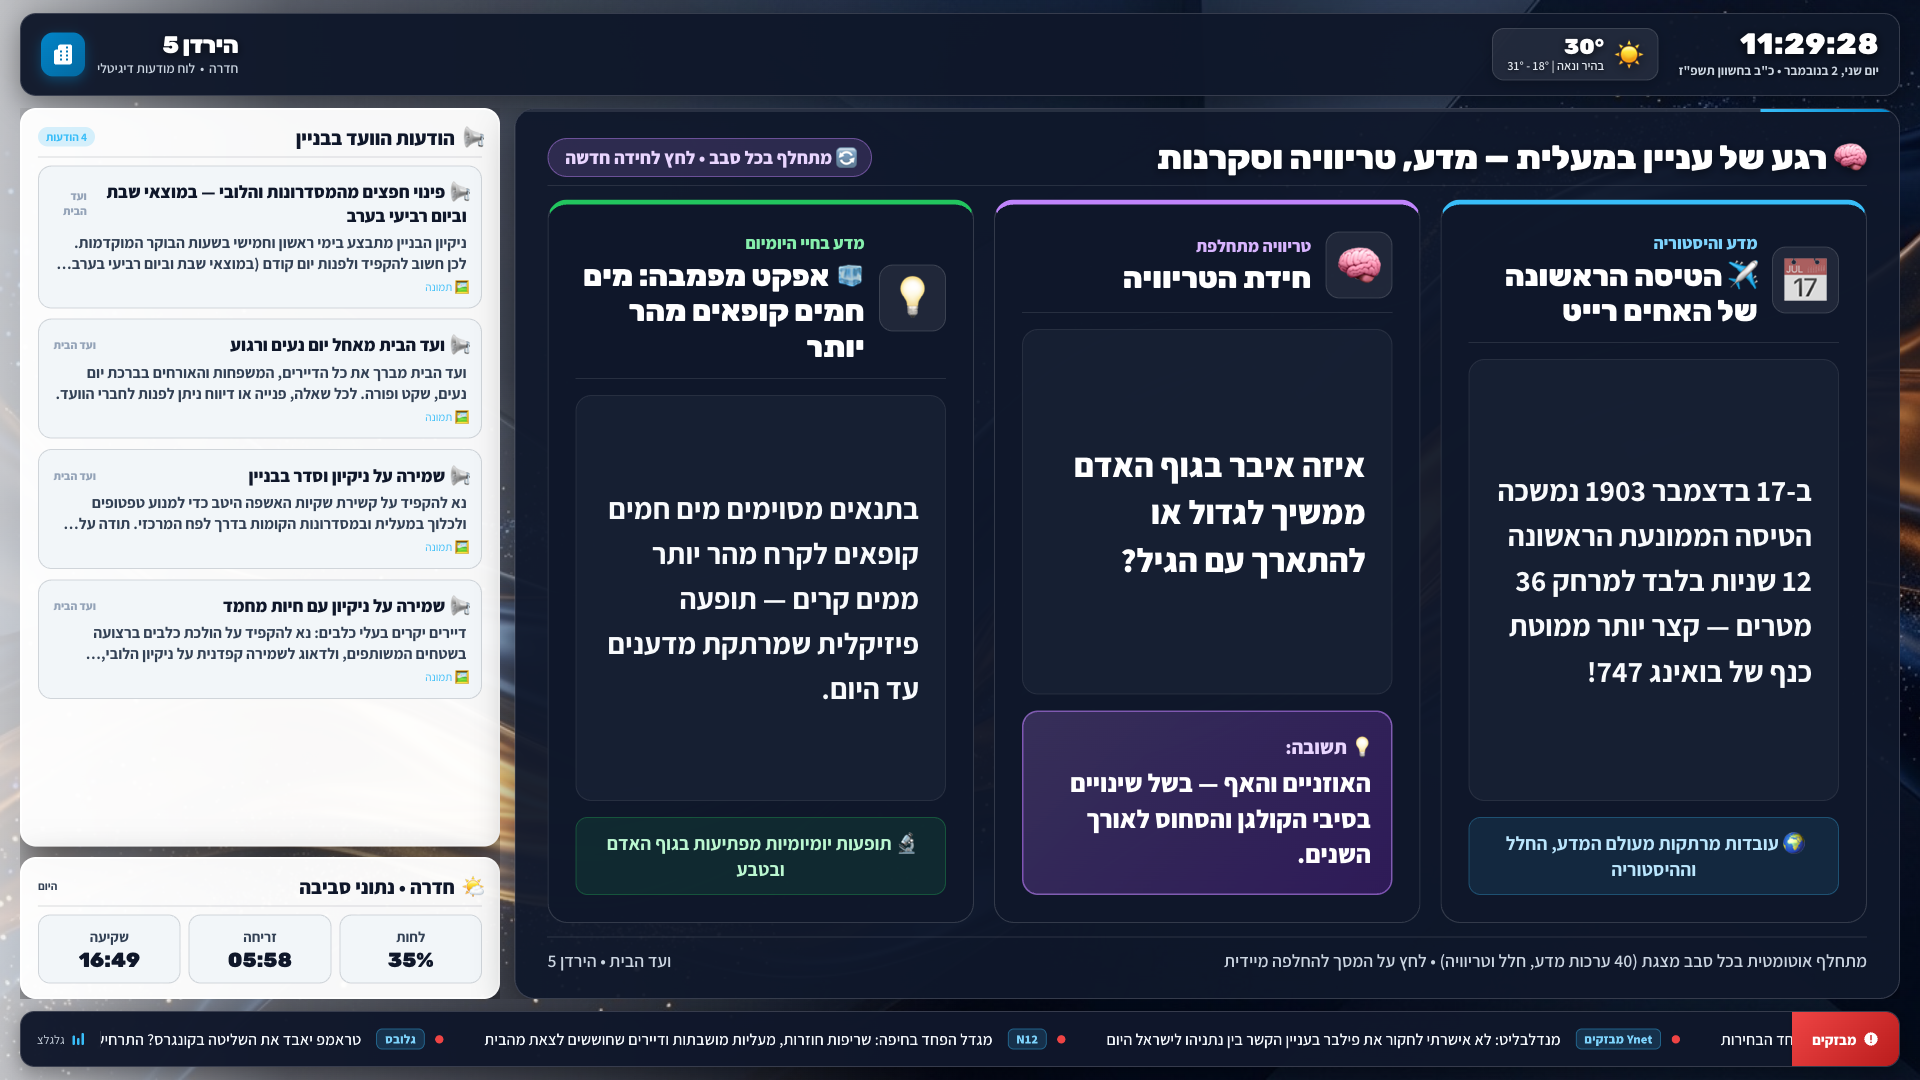 11:29:28
יום שני, 2 בנובמבר • כ"ב בחשוון תשפ"ז
30°
בהיר ונאה | 18° - 31°
הירדן 5
חדרה • לוח מודעות דיגיטלי
רגע של עניין במעלית — מדע, טריוויה וסקרנות
מתחלף בכל סבב • לחץ לחידה חדשה
JUL
17
מדע והיסטוריה
הטיסה הראשונה
של האחים רייט
ב-17 בדצמבר 1903 נמשכה
הטיסה הממונעת הראשונה
12 שניות בלבד למרחק 36
מטרים — קצר יותר ממוטת
כנף של בואינג 747!
עובדות מרתקות מעולם המדע, החלל
וההיסטוריה
טריוויה מתחלפת
חידת הטריוויה
איזה איבר בגוף האדם
ממשיך לגדול או
להתארך עם הגיל?
תשובה:
האוזניים והאף — בשל שינויים
בסיבי הקולגן והסחוס לאורך
השנים.
מדע בחיי היומיום
אפקט מפמבה: מים
חמים קופאים מהר
יותר
בתנאים מסוימים מים חמים
קופאים לקרח מהר יותר
ממים קרים — תופעה
פיזיקלית שמרתקת מדענים
עד היום.
תופעות יומיומיות מפתיעות בגוף האדם
ובטבע
מתחלף אוטומטית בכל סבב מצגת (40 ערכות מדע, חלל וטריוויה) • לחץ על המסך להחלפה מיידית
ועד הבית • הירדן 5
הודעות הוועד בבניין
4 הודעות
פינוי חפצים מהמסדרונות והלובי — במוצאי שבת
וביום רביעי בערב
ועד
הבית
ניקיון הבניין מתבצע בימי ראשון וחמישי בשעות הבוקר המוקדמות.
לכן חשוב להקפיד ולפנות יום קודם (במוצאי שבת וביום רביעי בערב...
תמונה
ועד הבית מאחל יום נעים ורגוע
ועד הבית
ועד הבית מברך את כל הדיירים, המשפחות והאורחים בברכת יום
נעים, שקט ופורה. לכל שאלה, פנייה או דיווח ניתן לפנות לחברי הוועד.
תמונה
שמירה על ניקיון וסדר בבניין
ועד הבית
נא להקפיד על קשירת שקיות האשפה היטב כדי למנוע טפטופים
ולכלוך במעלית ובמסדרונות הקומות בדרך לפח המרכזי. תודה על...
תמונה
שמירה על ניקיון עם חיות מחמד
ועד הבית
דיירים יקרים בעלי כלבים: נא להקפיד על הולכת כלבים ברצועה
בשטחים המשותפים, ולדאוג לשמירה קפדנית על ניקיון הלובי,...
תמונה
חדרה • נתוני סביבה
היום
לחות
35%
זריחה
05:58
שקיעה
16:49
מבזקים
חד הבחירות
Ynet מבזקים
מנדלבליט: לא אישרתי לחקור את פילבר בעניין הקשר בין נתניהו לישראל היום
N12
מגדל הפחד בחיפה: שריפות חוזרות, מעליות מושבתות ודיירים שחוששים לצאת מהבית
גלובס
טראמפ יאבד את השליטה בקונגרס? התרחי
גלגלצ